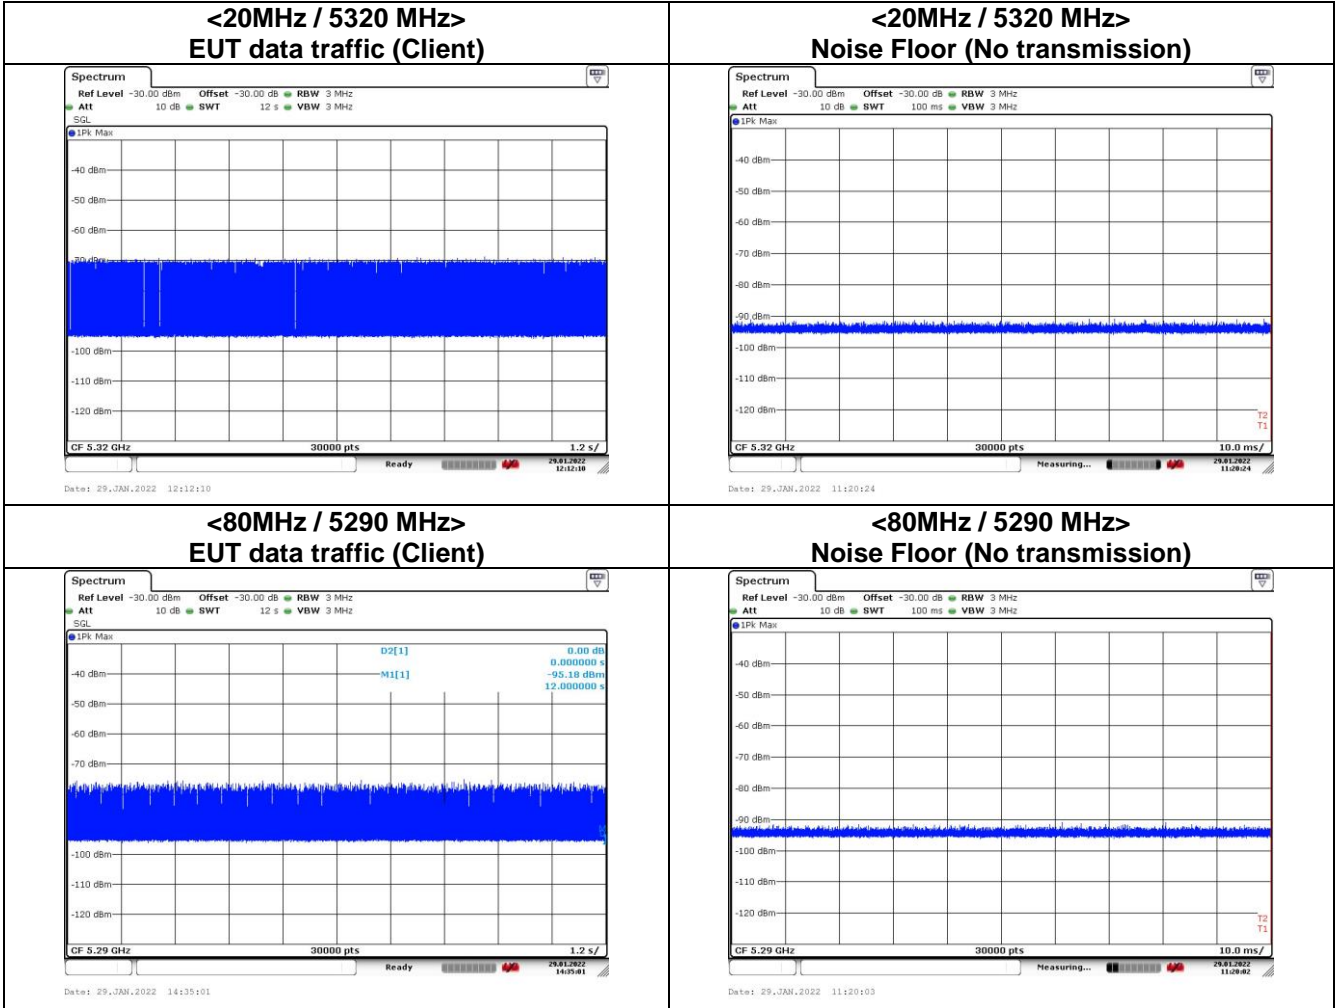 <20MHz / 5320 MHz>
EUT data traffic (Client)
<20MHz / 5320 MHz>
Noise Floor (No transmission)
Spectrum
Ref Level -30.00 dBm Offset -30.00 dB RBW 3 MHz
Att 10 dB SWT 12 s VBW 3 MHz
SGL
1Pk Max
-40 dBm
-50 dBm
-60 dBm
-70 dBm
-100 dBm
-110 dBm
-120 dBm
CF 5.32 GHz 30000 pts 1.2 s/
Ready 29.01.2022
12:12:10
Date: 29.JAN.2022 12:12:10
Spectrum
Ref Level -30.00 dBm Offset -30.00 dB RBW 3 MHz
Att 10 dB SWT 100 ms VBW 3 MHz
1Pk Max
-40 dBm
-50 dBm
-60 dBm
-70 dBm
-80 dBm
-90 dBm
-100 dBm
-110 dBm
-120 dBm
T2
T1
CF 5.32 GHz 30000 pts 10.0 ms/
Measuring... 29.01.2022
11:20:24
Date: 29.JAN.2022 11:20:24
<80MHz / 5290 MHz>
EUT data traffic (Client)
<80MHz / 5290 MHz>
Noise Floor (No transmission)
Spectrum
Ref Level -30.00 dBm Offset -30.00 dB RBW 3 MHz
Att 10 dB SWT 12 s VBW 3 MHz
SGL
1Pk Max
D2[1] 0.00 dB
0.000000 s
M1[1] -95.18 dBm
12.000000 s
-40 dBm
-50 dBm
-60 dBm
-70 dBm
-100 dBm
-110 dBm
-120 dBm
CF 5.29 GHz 30000 pts 1.2 s/
Ready 29.01.2022
14:35:01
Date: 29.JAN.2022 14:35:01
Spectrum
Ref Level -30.00 dBm Offset -30.00 dB RBW 3 MHz
Att 10 dB SWT 100 ms VBW 3 MHz
1Pk Max
-40 dBm
-50 dBm
-60 dBm
-70 dBm
-80 dBm
-90 dBm
-100 dBm
-110 dBm
-120 dBm
T2
T1
CF 5.29 GHz 30000 pts 10.0 ms/
Measuring... 29.01.2022
11:20:02
Date: 29.JAN.2022 11:20:03